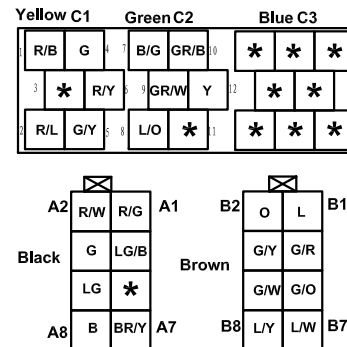 Yellow C1 Green C2 Blue C3
1 R/B G 4 7 B/G GR/B 10 * * *
3 * R/Y 6 9 GR/W Y 12 * *
2 R/L G/Y 5 8 L/O * 11 * * *
A2 R/W R/G A1 B2 O L B1
G LG/B G/Y G/R
Black Brown
LG * G/W G/O
A8 B BR/Y A7 B8 L/Y L/W B7